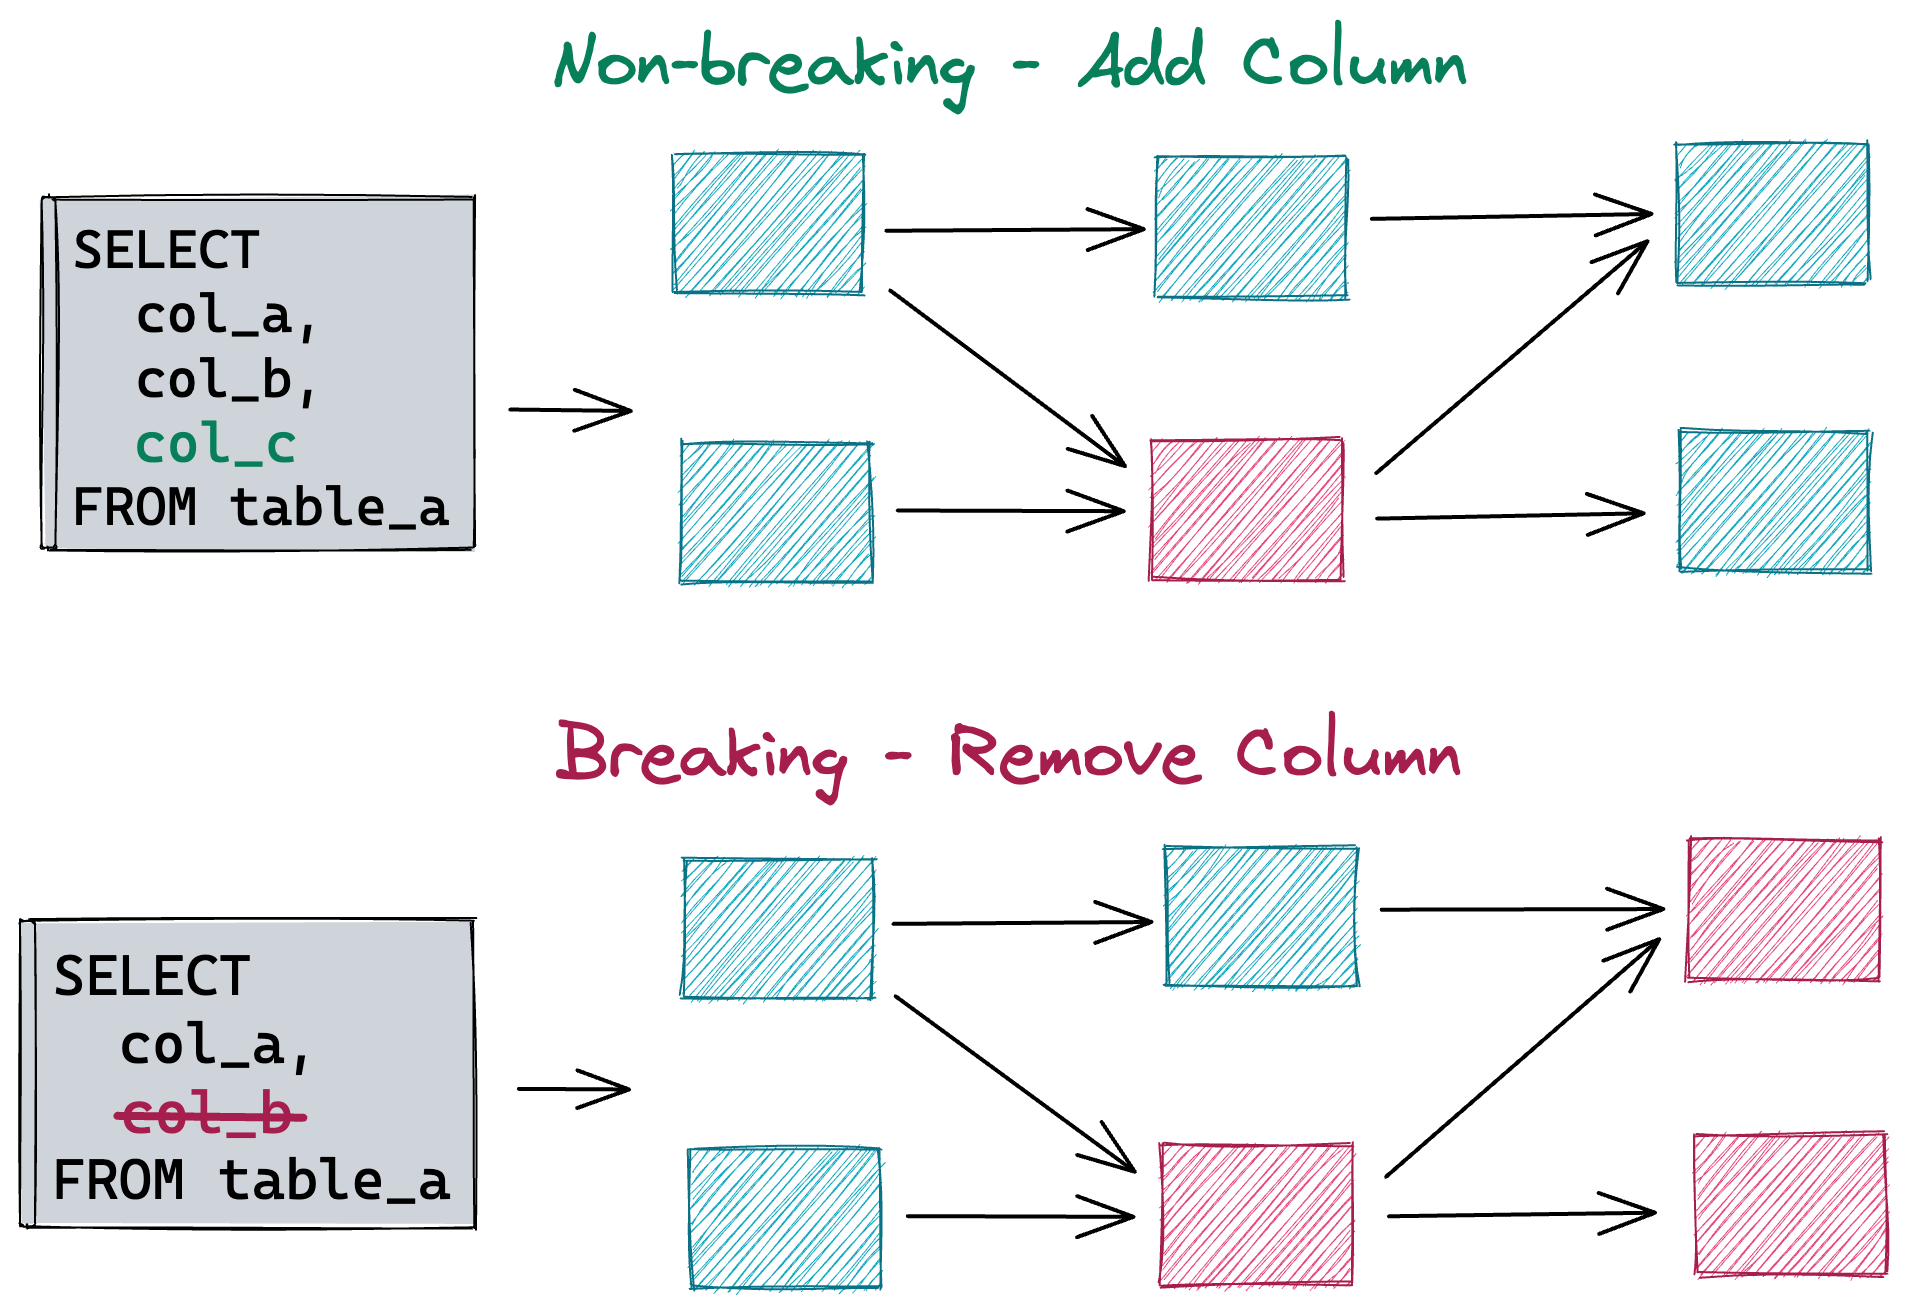 Non-breaking - Add Column
SELECT
col_a,
col_b,
col_c
FROM table_a
Breaking - Remove Column
SELECT
col_a,
col_b
FROM table_a